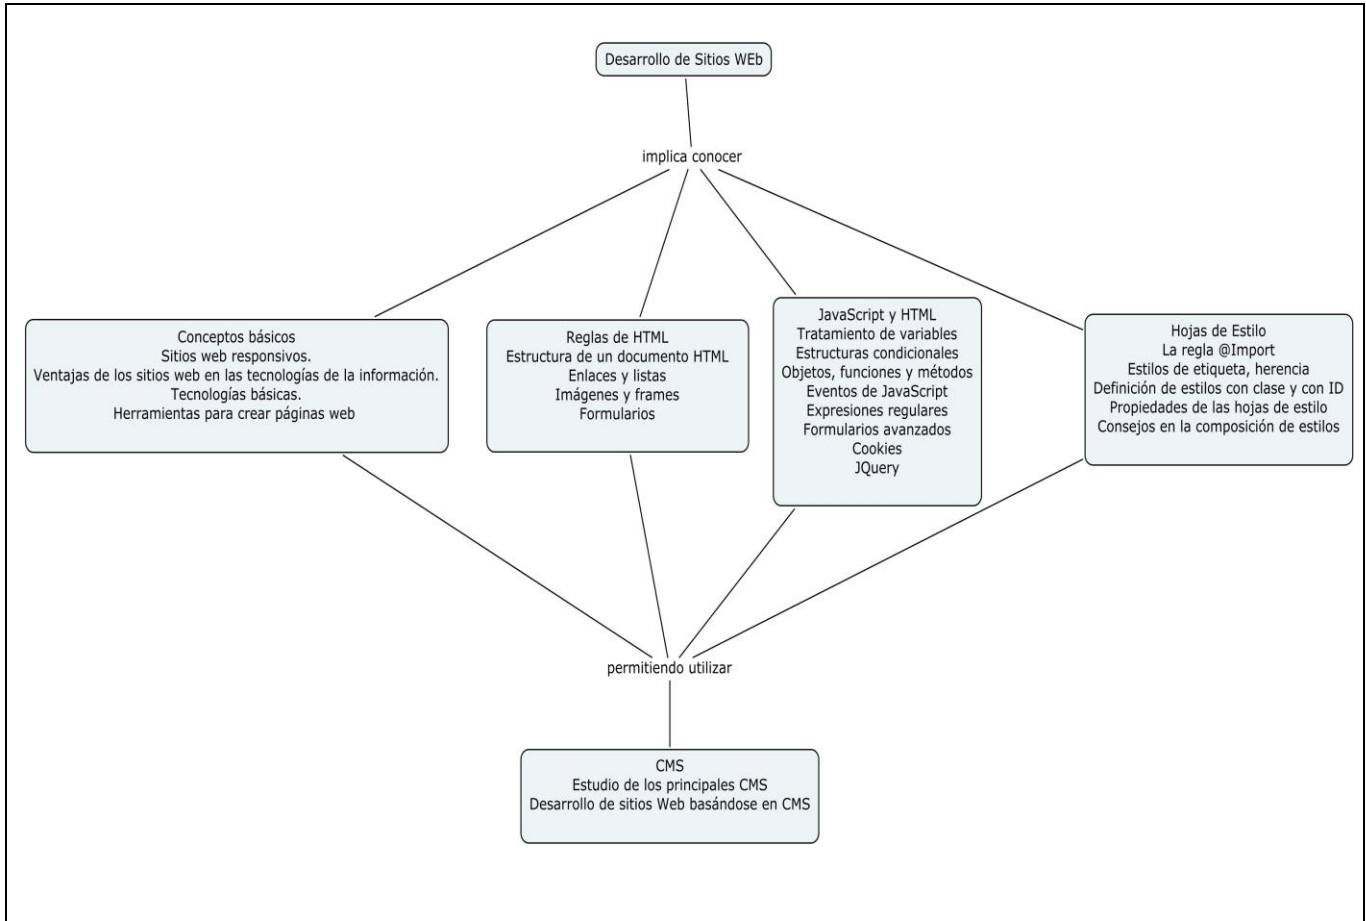 Desarrollo de Sitios WEb
implica conocer
Conceptos básicos
Sitios web responsivos.
Ventajas de los sitios web en las tecnologías de la información.
Tecnologías básicas.
Herramientas para crear páginas web
Reglas de HTML
Estructura de un documento HTML
Enlaces y listas
Imágenes y frames
Formularios
JavaScript y HTML
Tratamiento de variables
Estructuras condicionales
Objetos, funciones y métodos
Eventos de JavaScript
Expresiones regulares
Formularios avanzados
Cookies
JQuery
Hojas de Estilo
La regla @Import
Estilos de etiqueta, herencia
Definición de estilos con clase y con ID
Propiedades de las hojas de estilo
Consejos en la composición de estilos
permitiendo utilizar
CMS
Estudio de los principales CMS
Desarrollo de sitios Web basándose en CMS